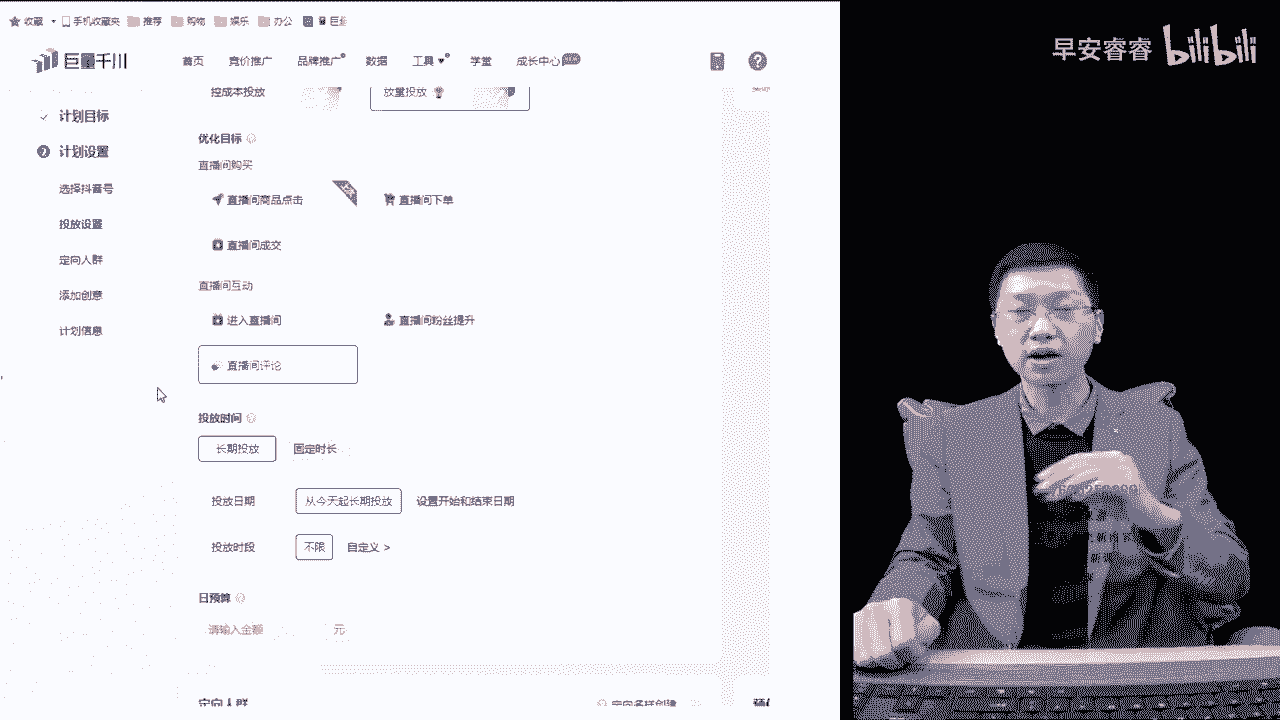 收藏 手机收藏夹 推荐 购物 娱乐 办公 巨量
巨量千川 首页 竞价推广 品牌推广 数据 工具 学堂 成长中心
早安睿睿 bilibili
控成本投放 放量投放
计划目标
计划设置
选择抖音号
投放设置
定向人群
添加创意
计划信息
优化目标
直播间购买
直播间商品点击 直播间下单
直播间成交
直播间互动
进入直播间 直播间粉丝提升
直播间评论
投放时间
长期投放 固定时长
投放日期 从今天起长期投放 设置开始和结束日期
投放时段 不限 自定义 >
日预算
请输入金额 元
定向人群